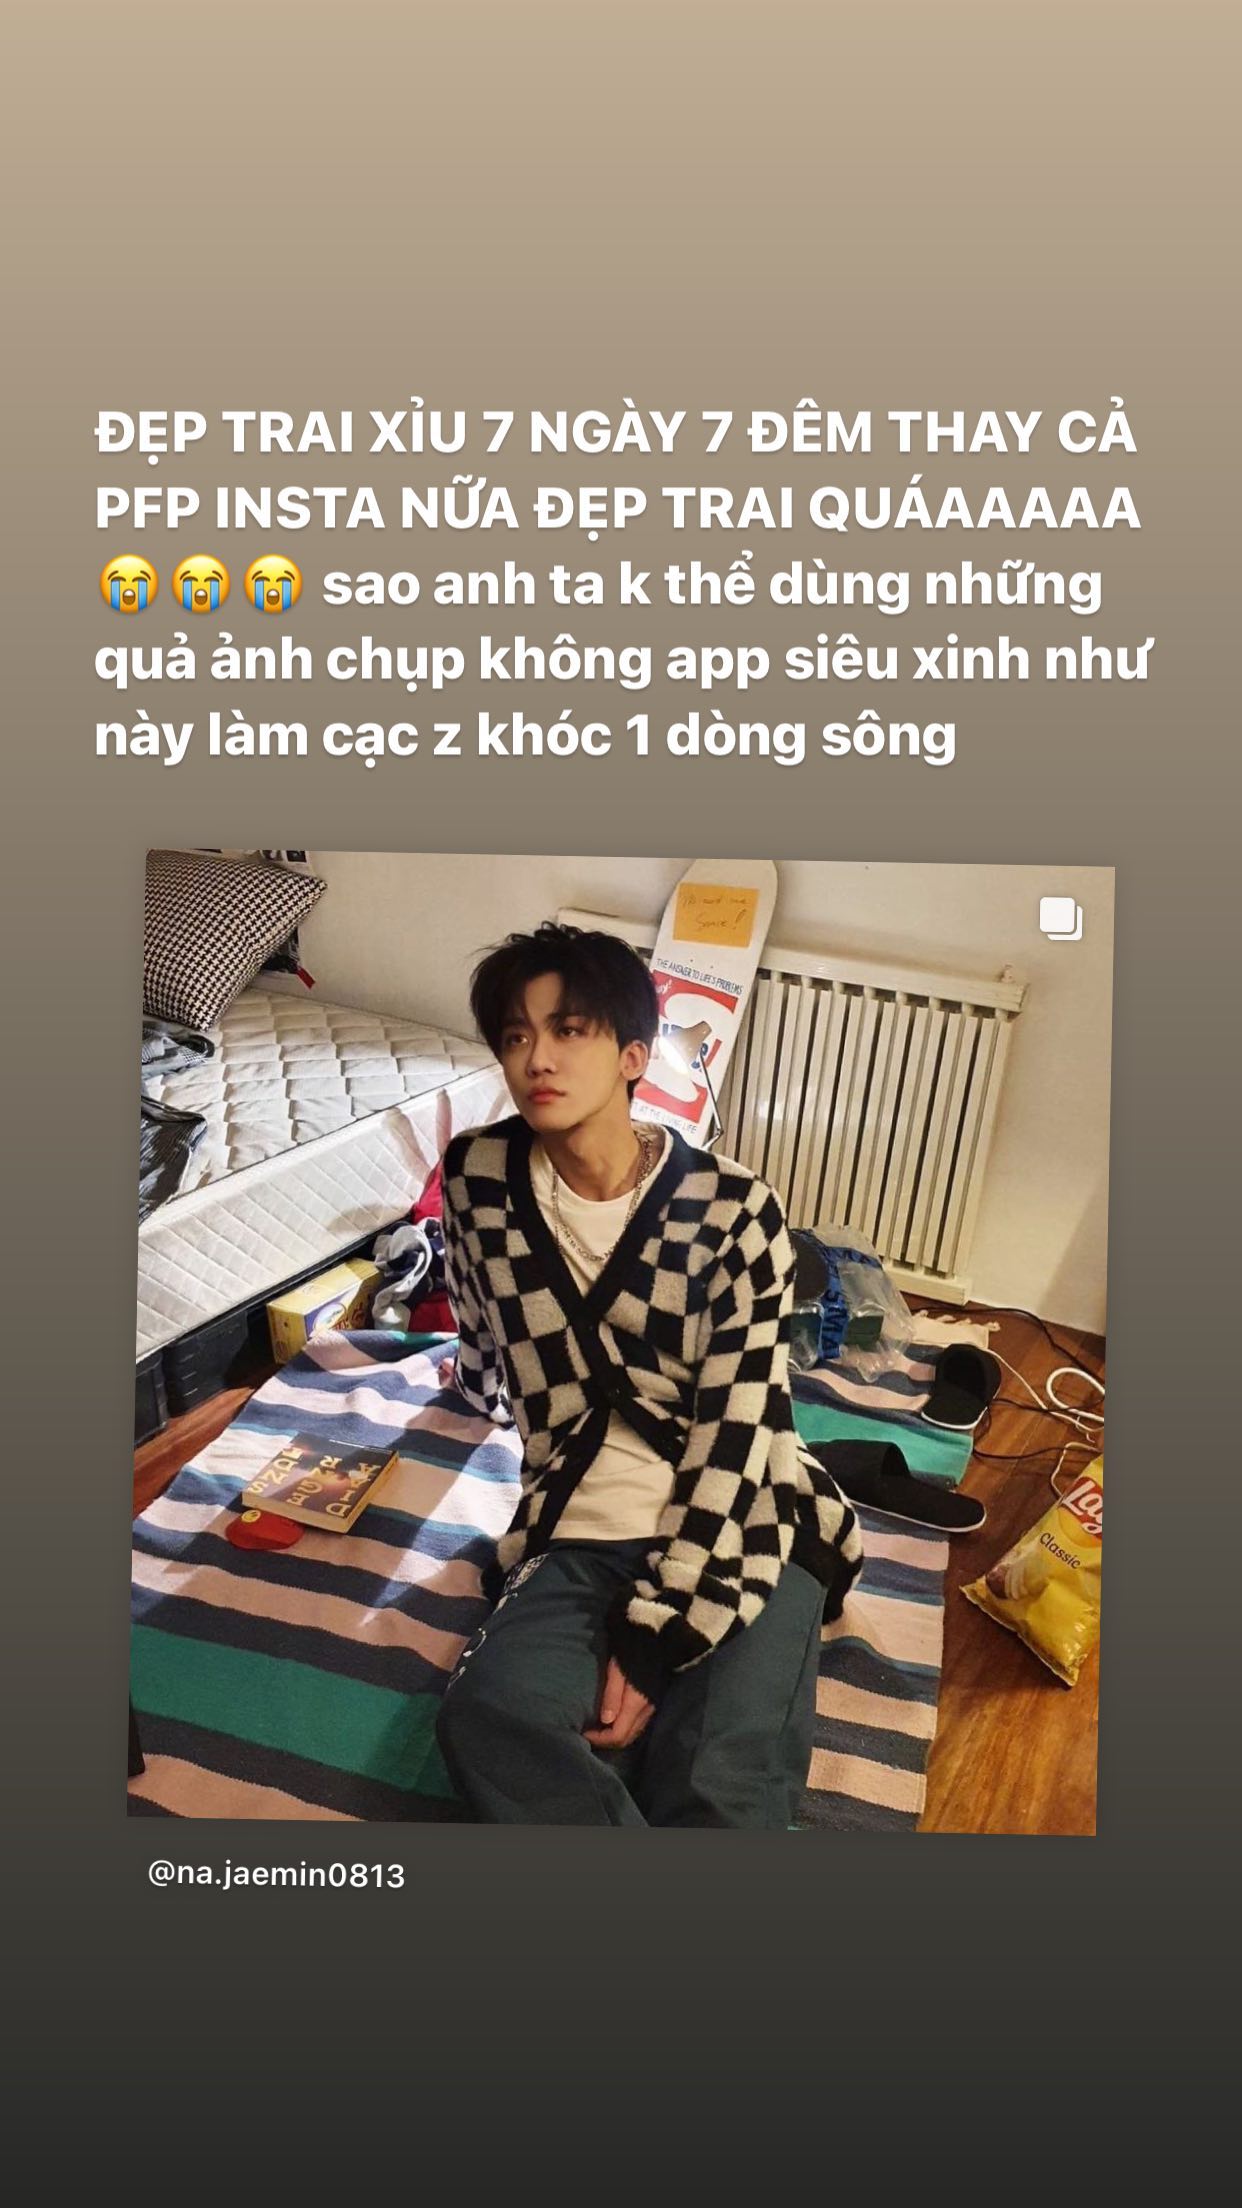 ĐẸP TRAI XỈU 7 NGÀY 7 ĐÊM THAY CẢ
PFP INSTA NỮA ĐẸP TRAI QUÁAAAAAA
😭😭😭 sao anh ta k thể dùng những
quả ảnh chụp không app siêu xinh như
này làm cạc z khóc 1 dòng sông
THE ANSWER TO LIFE'S PROBLEMS
Lay's
Classic
@na.jaemin0813